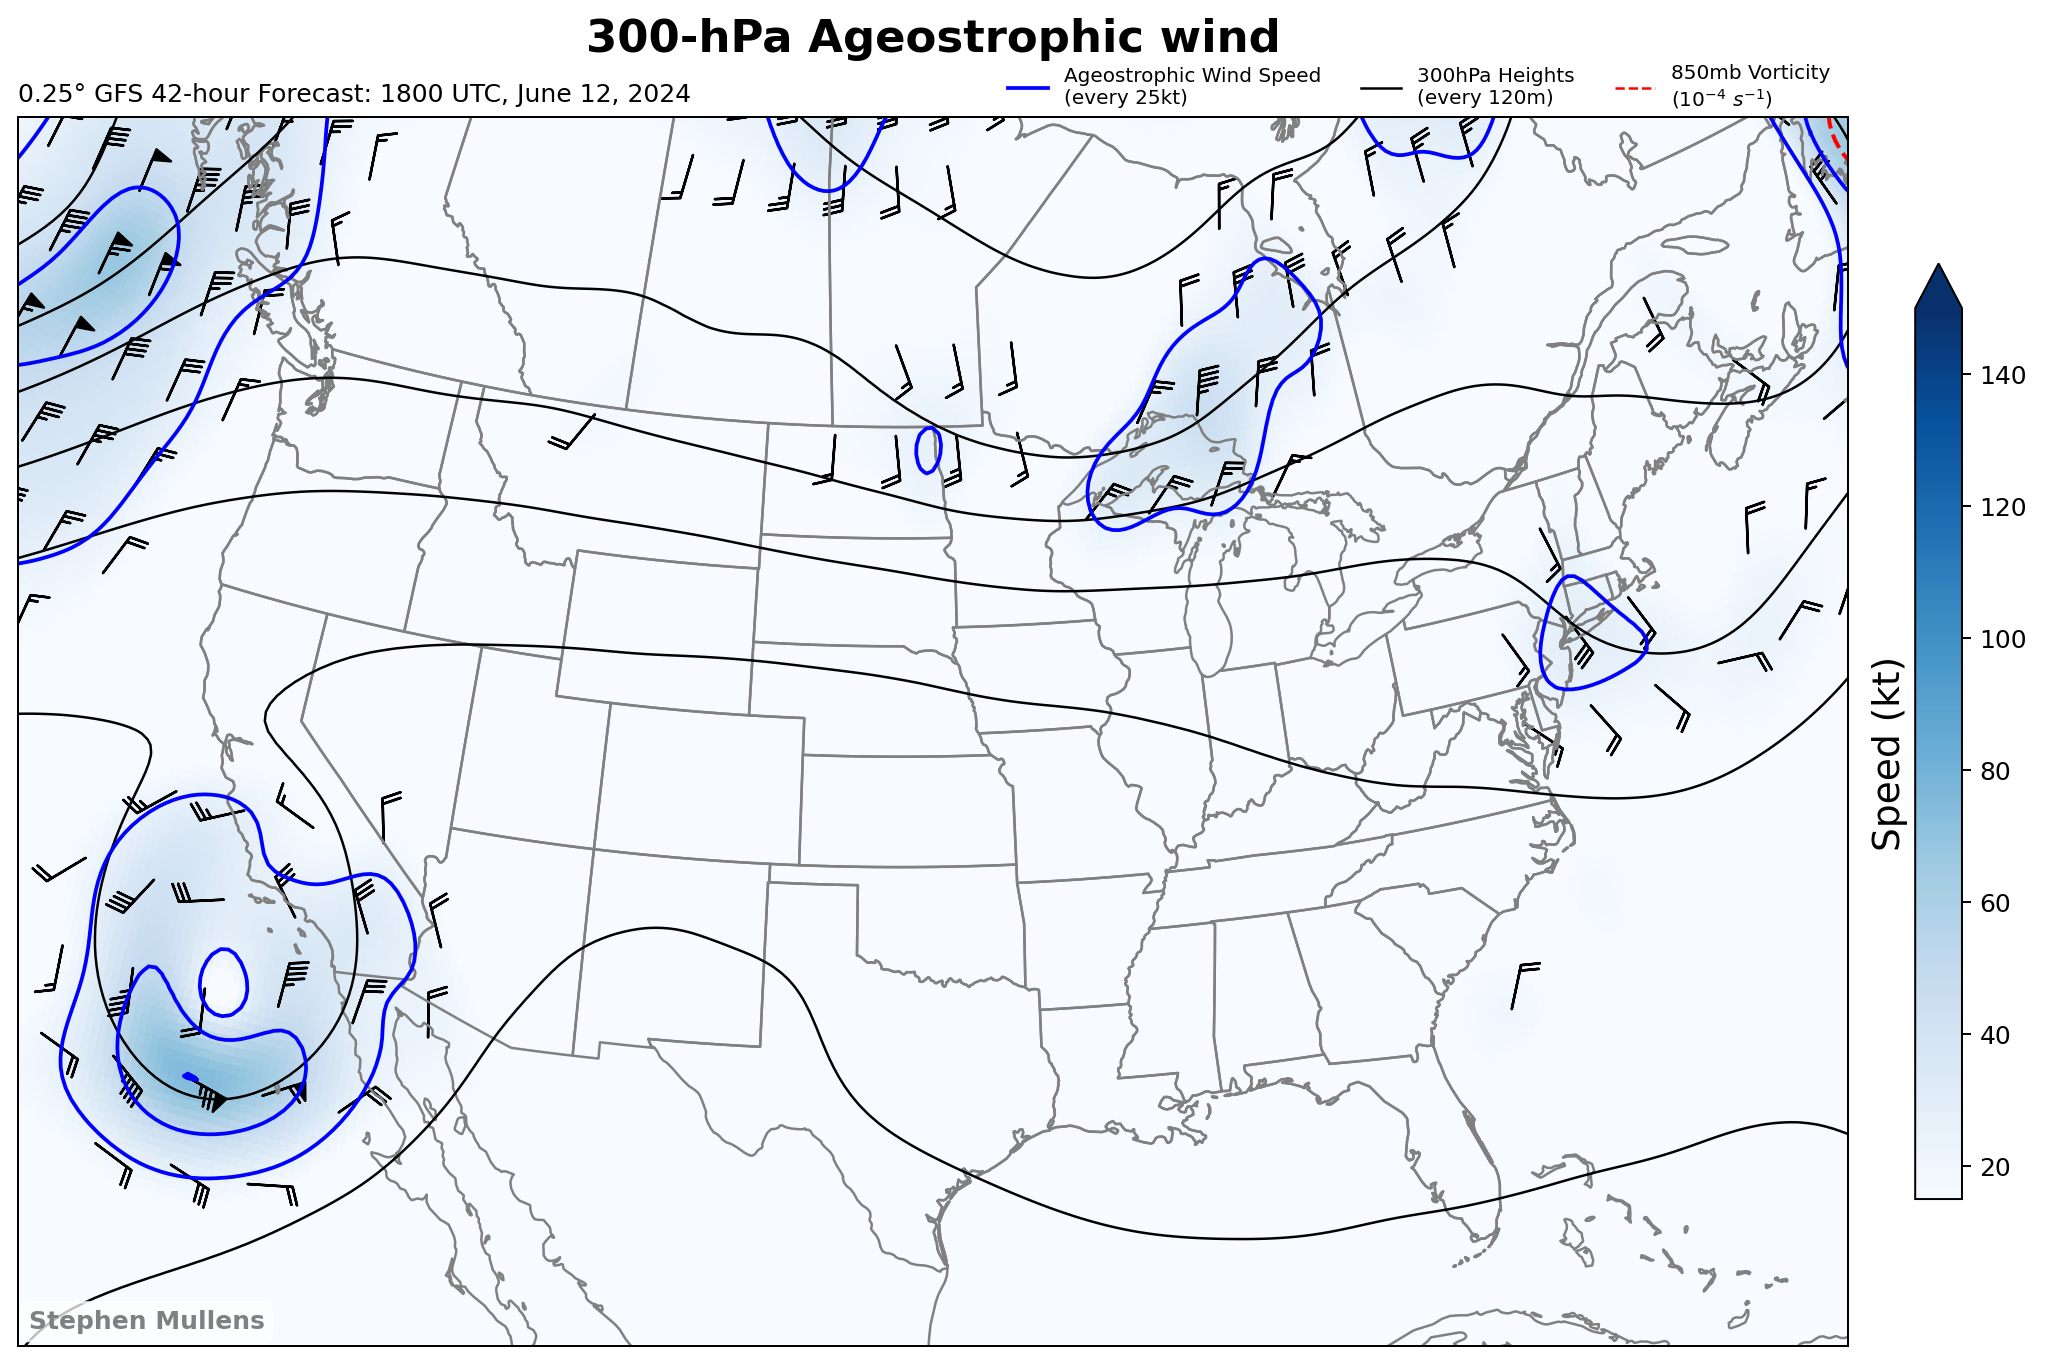 300-hPa Ageostrophic wind
0.25° GFS 42-hour Forecast: 1800 UTC, June 12, 2024
Ageostrophic Wind Speed
(every 25kt)
300hPa Heights
(every 120m)
850mb Vorticity
(10⁻⁴ s⁻¹)
140
120
100
80
60
40
20
Speed (kt)
Stephen Mullens